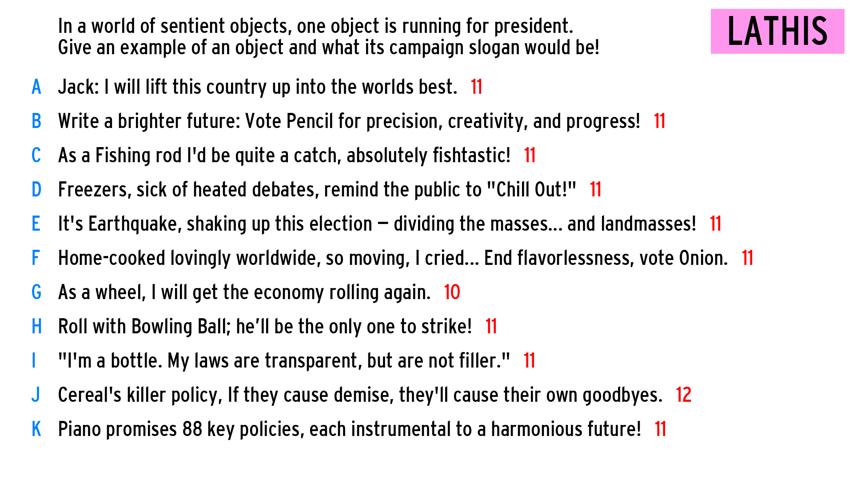 In a world of sentient objects, one object is running for president.
Give an example of an object and what its campaign slogan would be!
LATHIS
A Jack: I will lift this country up into the worlds best. 11
B Write a brighter future: Vote Pencil for precision, creativity, and progress! 11
C As a Fishing rod I'd be quite a catch, absolutely fishtastic! 11
D Freezers, sick of heated debates, remind the public to "Chill Out!" 11
E It's Earthquake, shaking up this election – dividing the masses... and landmasses! 11
F Home-cooked lovingly worldwide, so moving, I cried... End flavorlessness, vote Onion. 11
G As a wheel, I will get the economy rolling again. 10
H Roll with Bowling Ball; he’ll be the only one to strike! 11
I "I'm a bottle. My laws are transparent, but are not filler." 11
J Cereal's killer policy, If they cause demise, they'll cause their own goodbyes. 12
K Piano promises 88 key policies, each instrumental to a harmonious future! 11